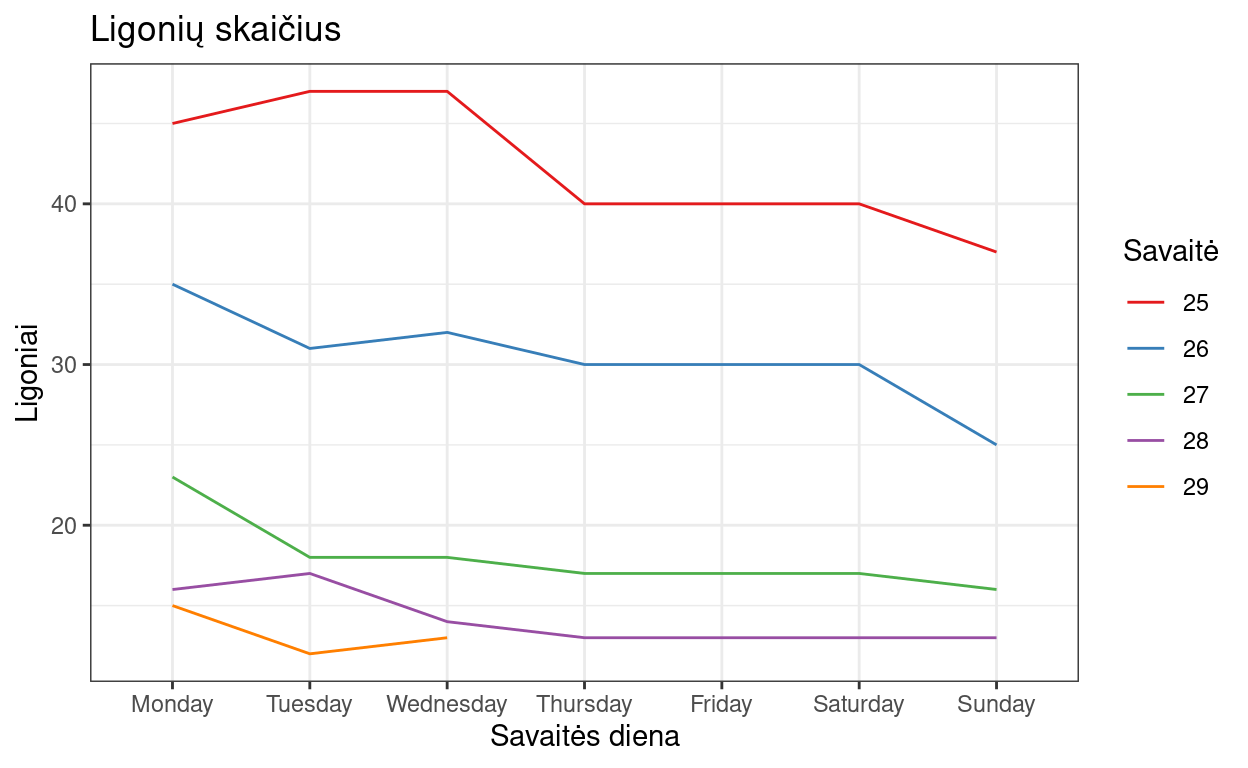 Ligonių skaičius
Ligoniai
40
30
20
Monday Tuesday Wednesday Thursday Friday Saturday Sunday
Savaitės diena
Savaitė
25
26
27
28
29